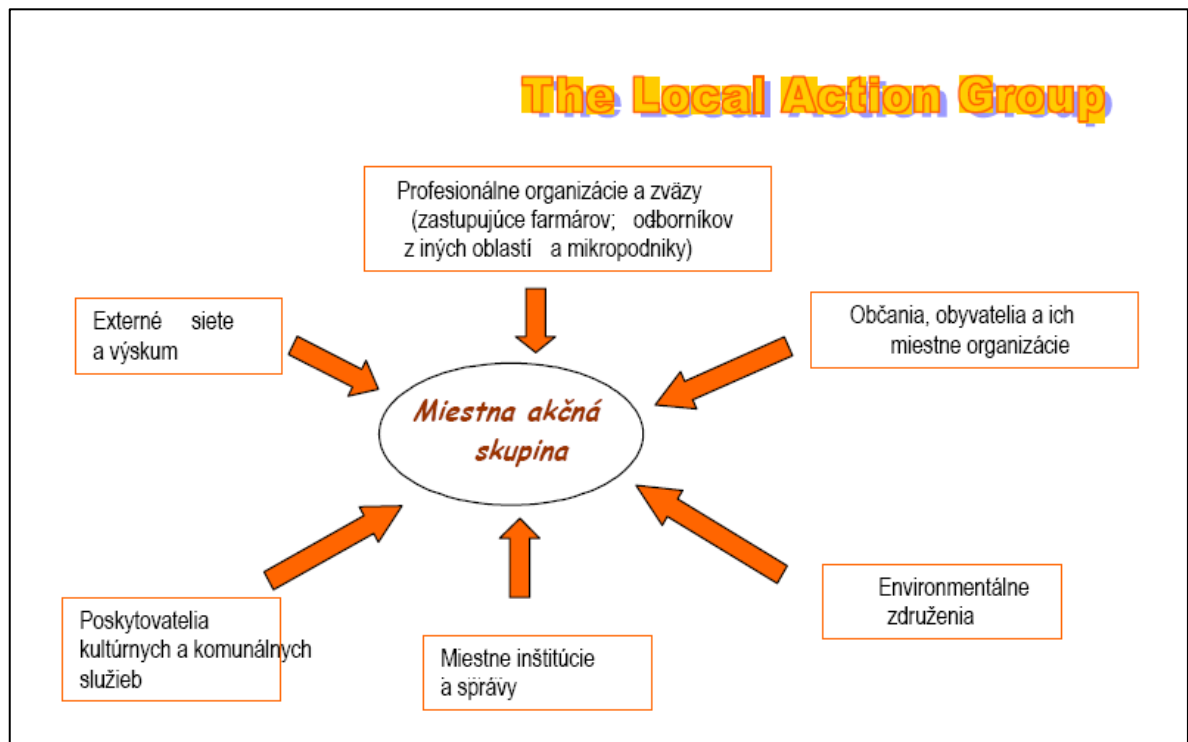 The Local Action Group
Profesionálne organizácie a zväzy
(zastupujúce farmárov; odborníkov
z iných oblastí a mikropodniky)
Externé siete
a výskum
Občania, obyvatelia a ich
miestne organizácie
Miestna akčná
skupina
Poskytovatelia
kultúrnych a komunálnych
služieb
Miestne inštitúcie
a správy
Environmentálne
združenia